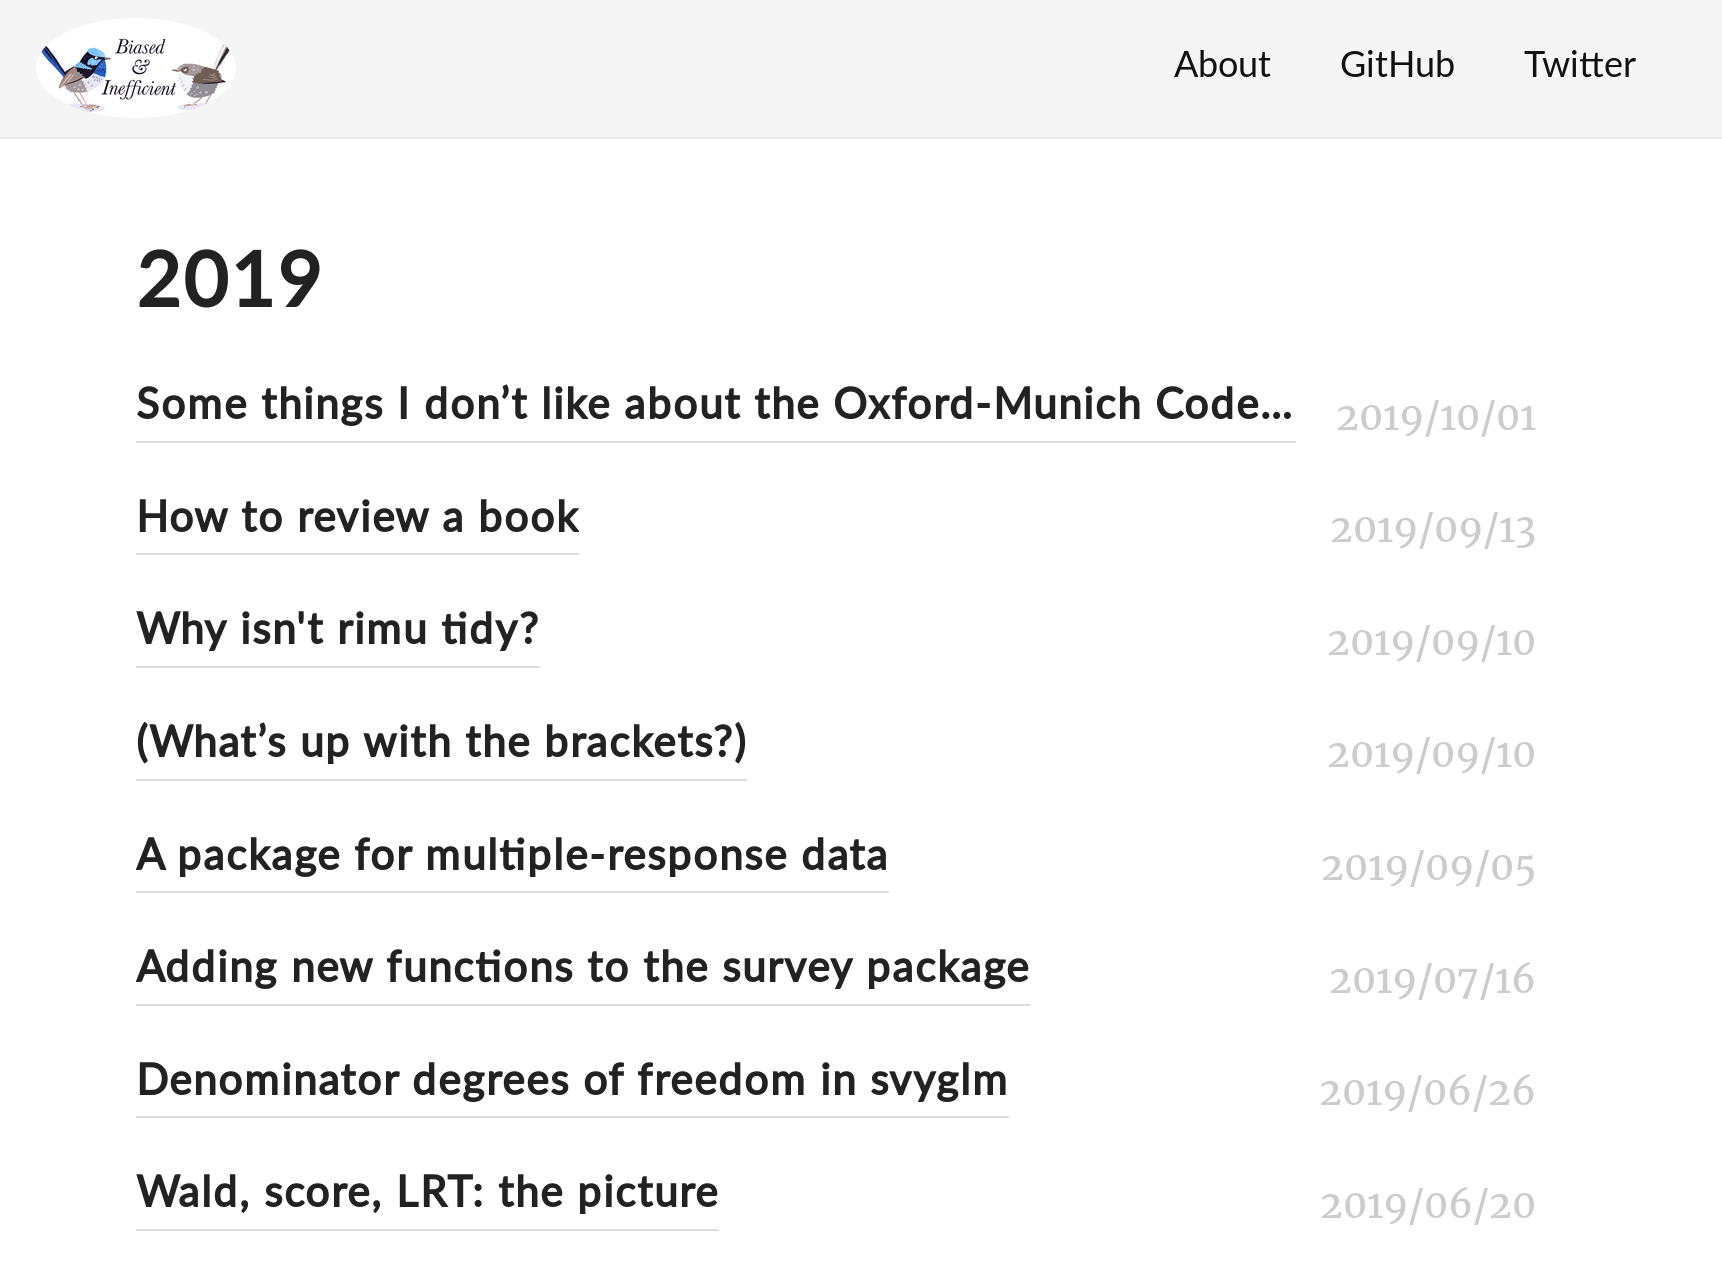 Biased
&
Inefficient
About GitHub Twitter
2019
Some things I don’t like about the Oxford-Munich Code... 2019/10/01
How to review a book 2019/09/13
Why isn't rimu tidy? 2019/09/10
(What’s up with the brackets?) 2019/09/10
A package for multiple-response data 2019/09/05
Adding new functions to the survey package 2019/07/16
Denominator degrees of freedom in svyglm 2019/06/26
Wald, score, LRT: the picture 2019/06/20